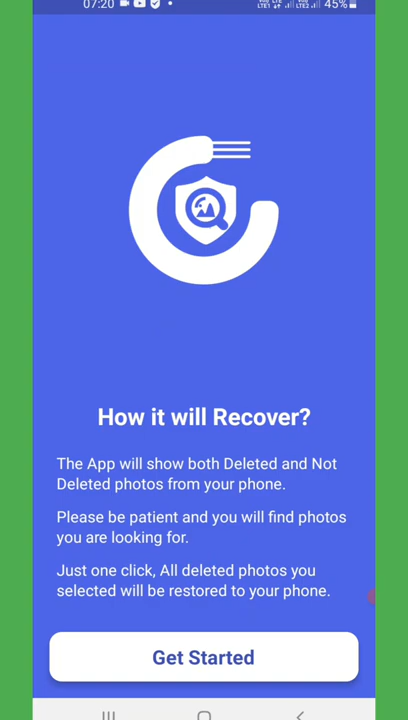 07:20
45%
How it will Recover?
The App will show both Deleted and Not
Deleted photos from your phone.
Please be patient and you will find photos
you are looking for.
Just one click, All deleted photos you
selected will be restored to your phone.
Get Started